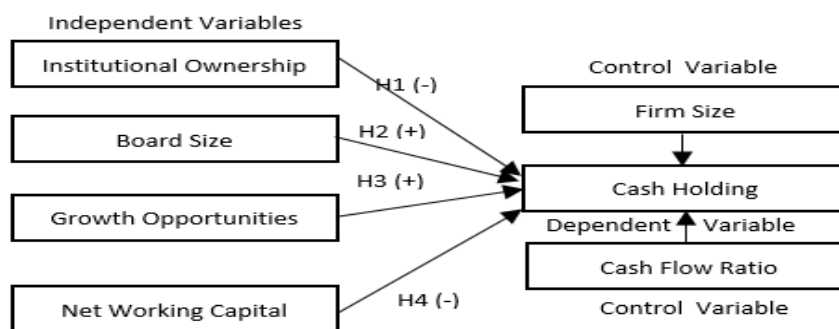 Independent Variables
Institutional Ownership
H1 (-)
Control Variable
Firm Size
Board Size
H2 (+)
H3 (+)
Cash Holding
Growth Opportunities
Dependent Variable
Cash Flow Ratio
Net Working Capital
H4 (-)
Control Variable